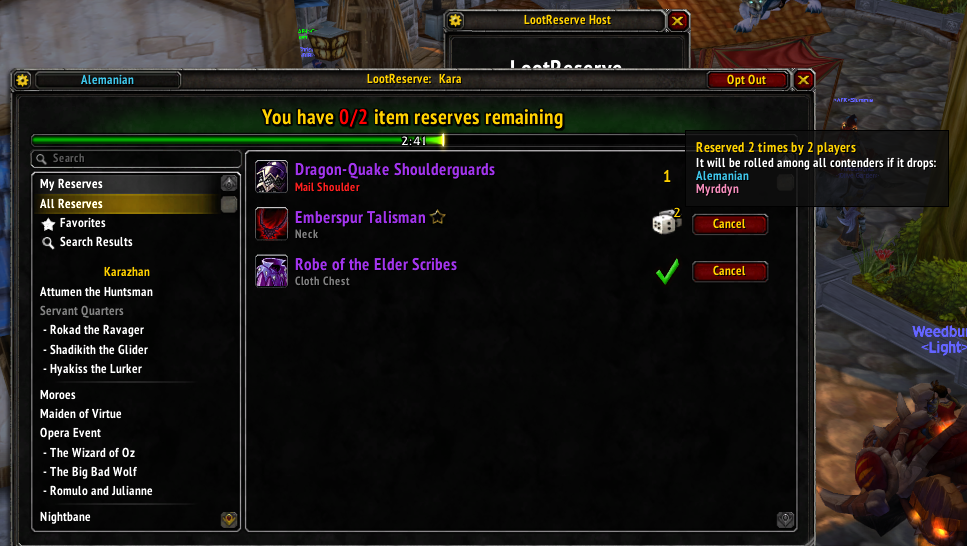 LootReserve Host
LootReserve
Alemanian
LootReserve: Kara
Opt Out
You have 0/2 item reserves remaining
2:41
Search
My Reserves
All Reserves
Favorites
Search Results
Karazhan
Attumen the Huntsman
Servant Quarters
- Rokad the Ravager
- Shadikith the Glider
- Hyakiss the Lurker
Moroes
Maiden of Virtue
Opera Event
- The Wizard of Oz
- The Big Bad Wolf
- Romulo and Julianne
Nightbane
Dragon-Quake Shoulderguards
Mail Shoulder
1
Emberspur Talisman
Neck
2
Cancel
Robe of the Elder Scribes
Cloth Chest
Cancel
Reserved 2 times by 2 players
It will be rolled among all contenders if it drops:
Alemanian
Myrddyn
<Light>